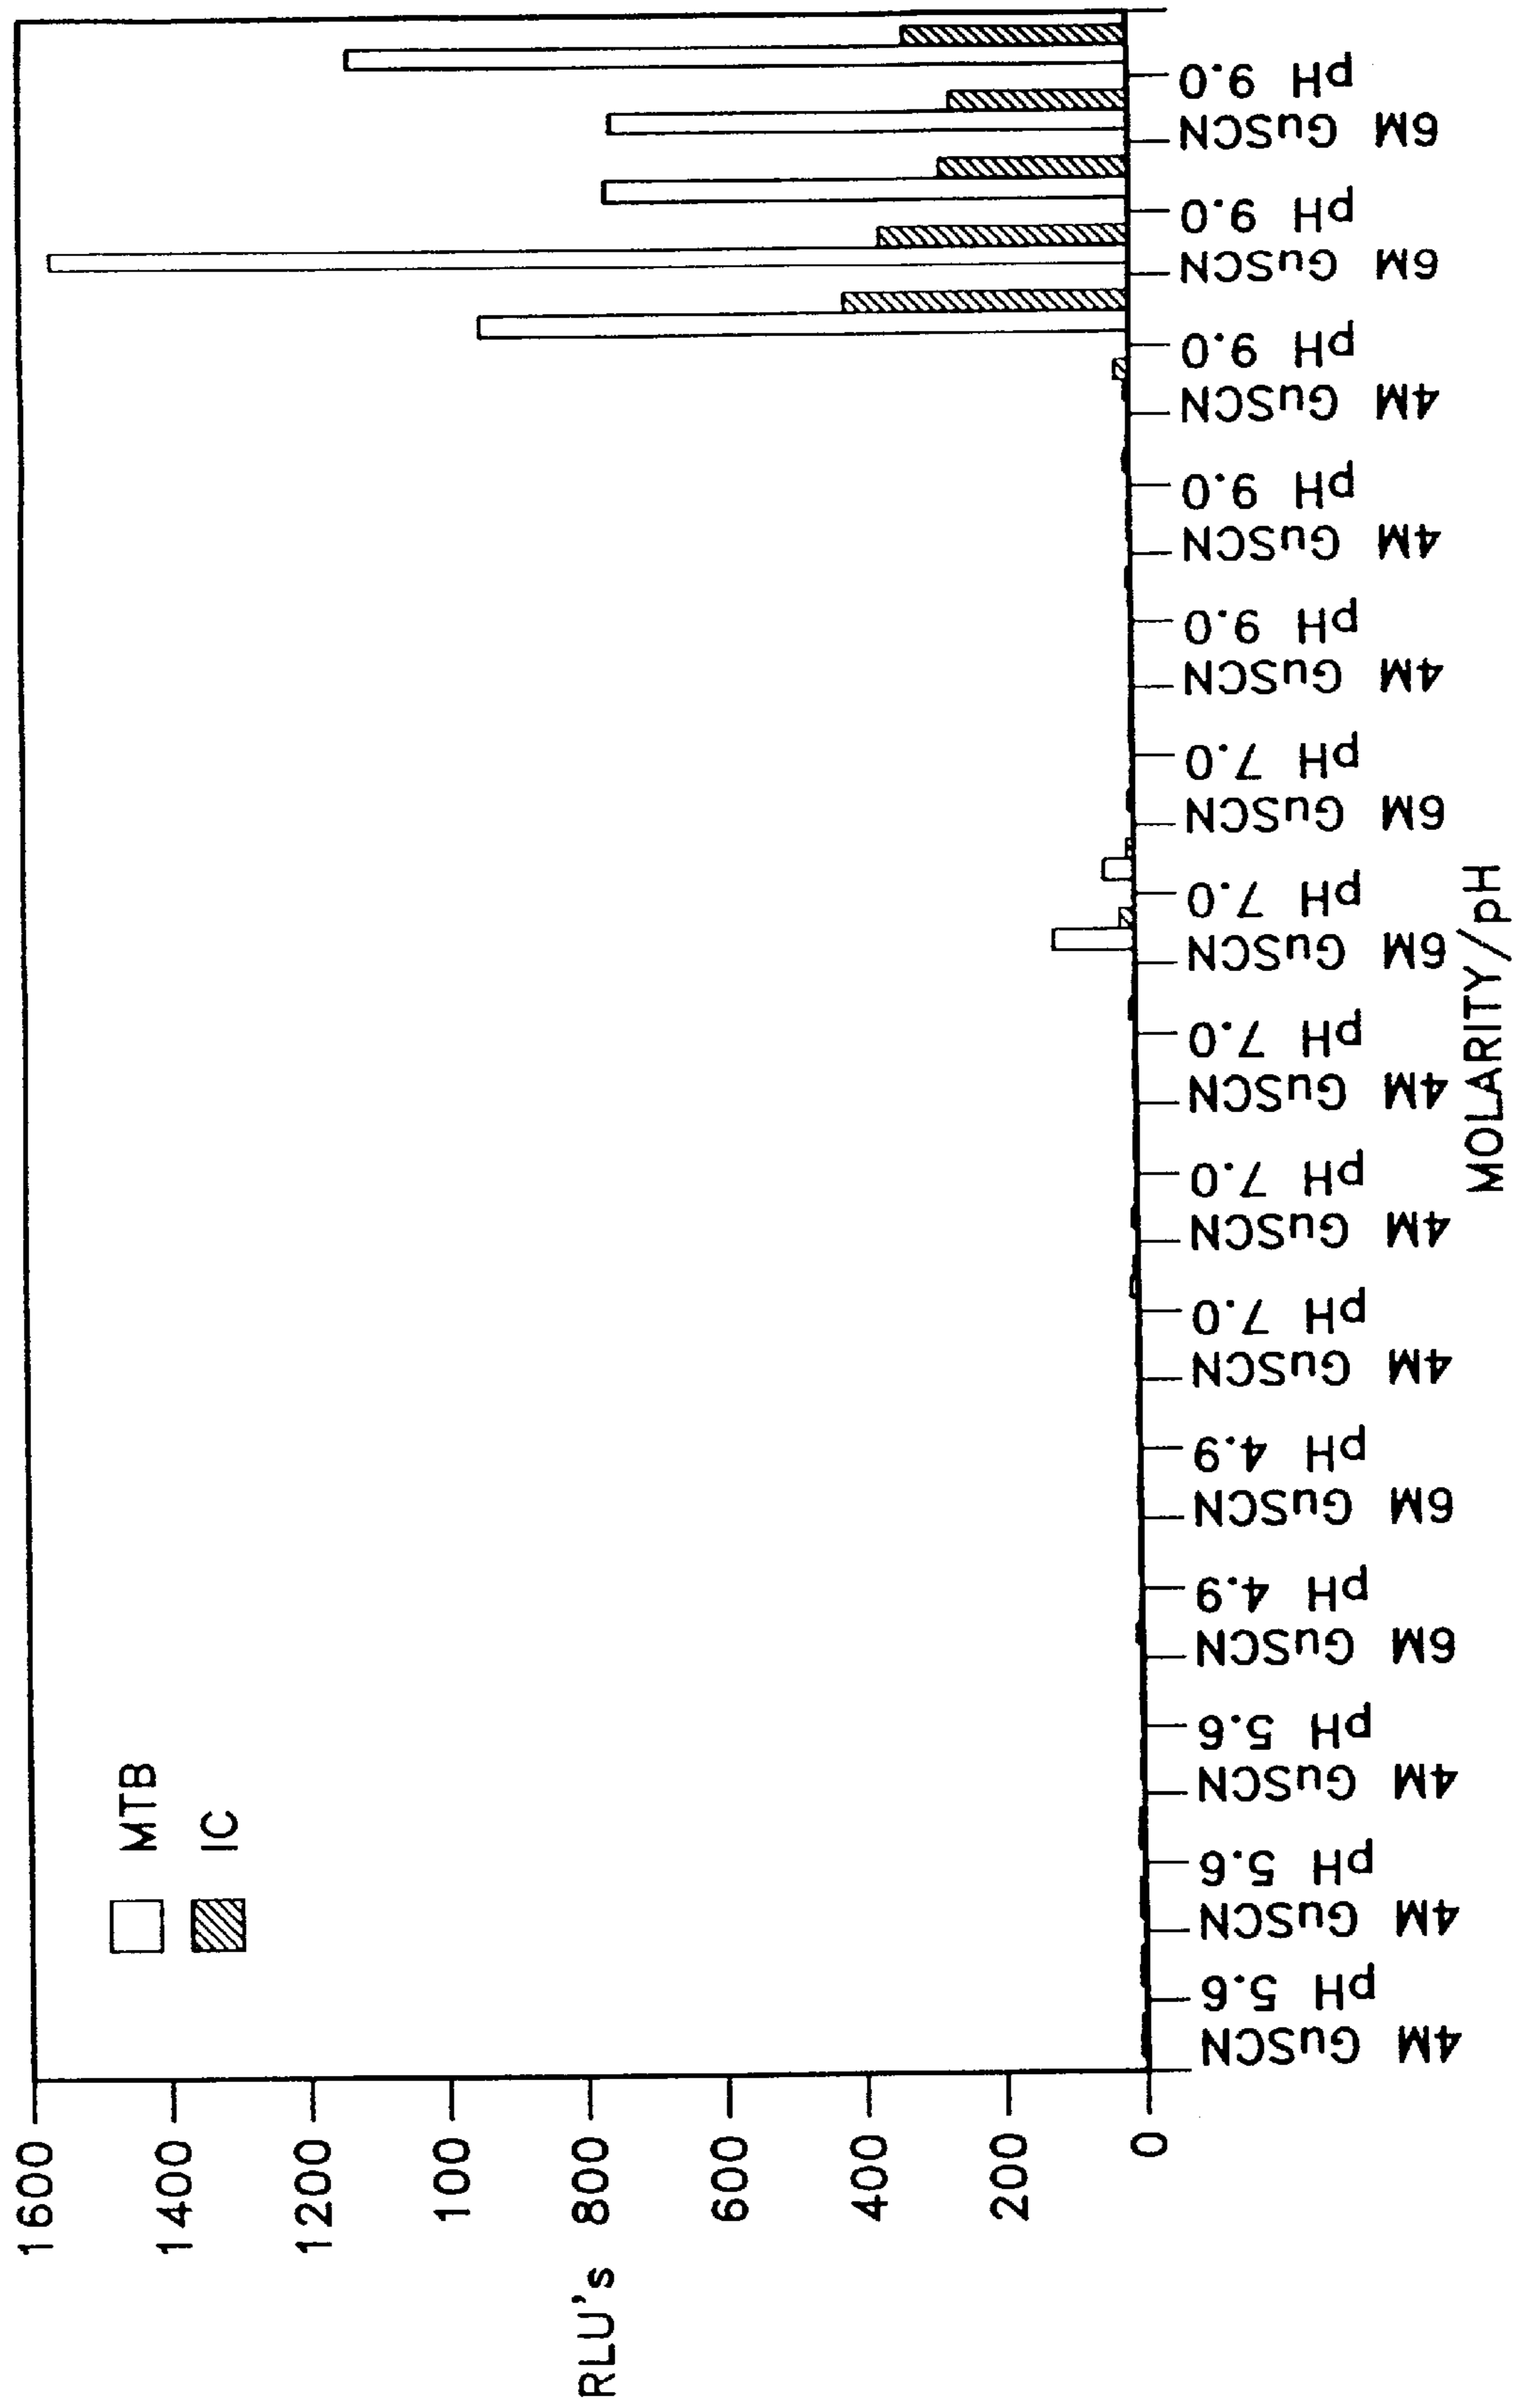 1600
1400
1200
100
800
600
400
200
0
RLU's
MTB
IC
4M GuSCN
pH 5.6
4M GuSCN
pH 5.6
4M GuSCN
pH 5.6
6M GuSCN
pH 4.9
6M GuSCN
pH 4.9
4M GuSCN
pH 7.0
4M GuSCN
pH 7.0
4M GuSCN
pH 7.0
6M GuSCN
pH 7.0
6M GuSCN
pH 7.0
4M GuSCN
pH 9.0
4M GuSCN
pH 9.0
4M GuSCN
pH 9.0
6M GuSCN
pH 9.0
6M GuSCN
pH 9.0
MOLARITY/pH